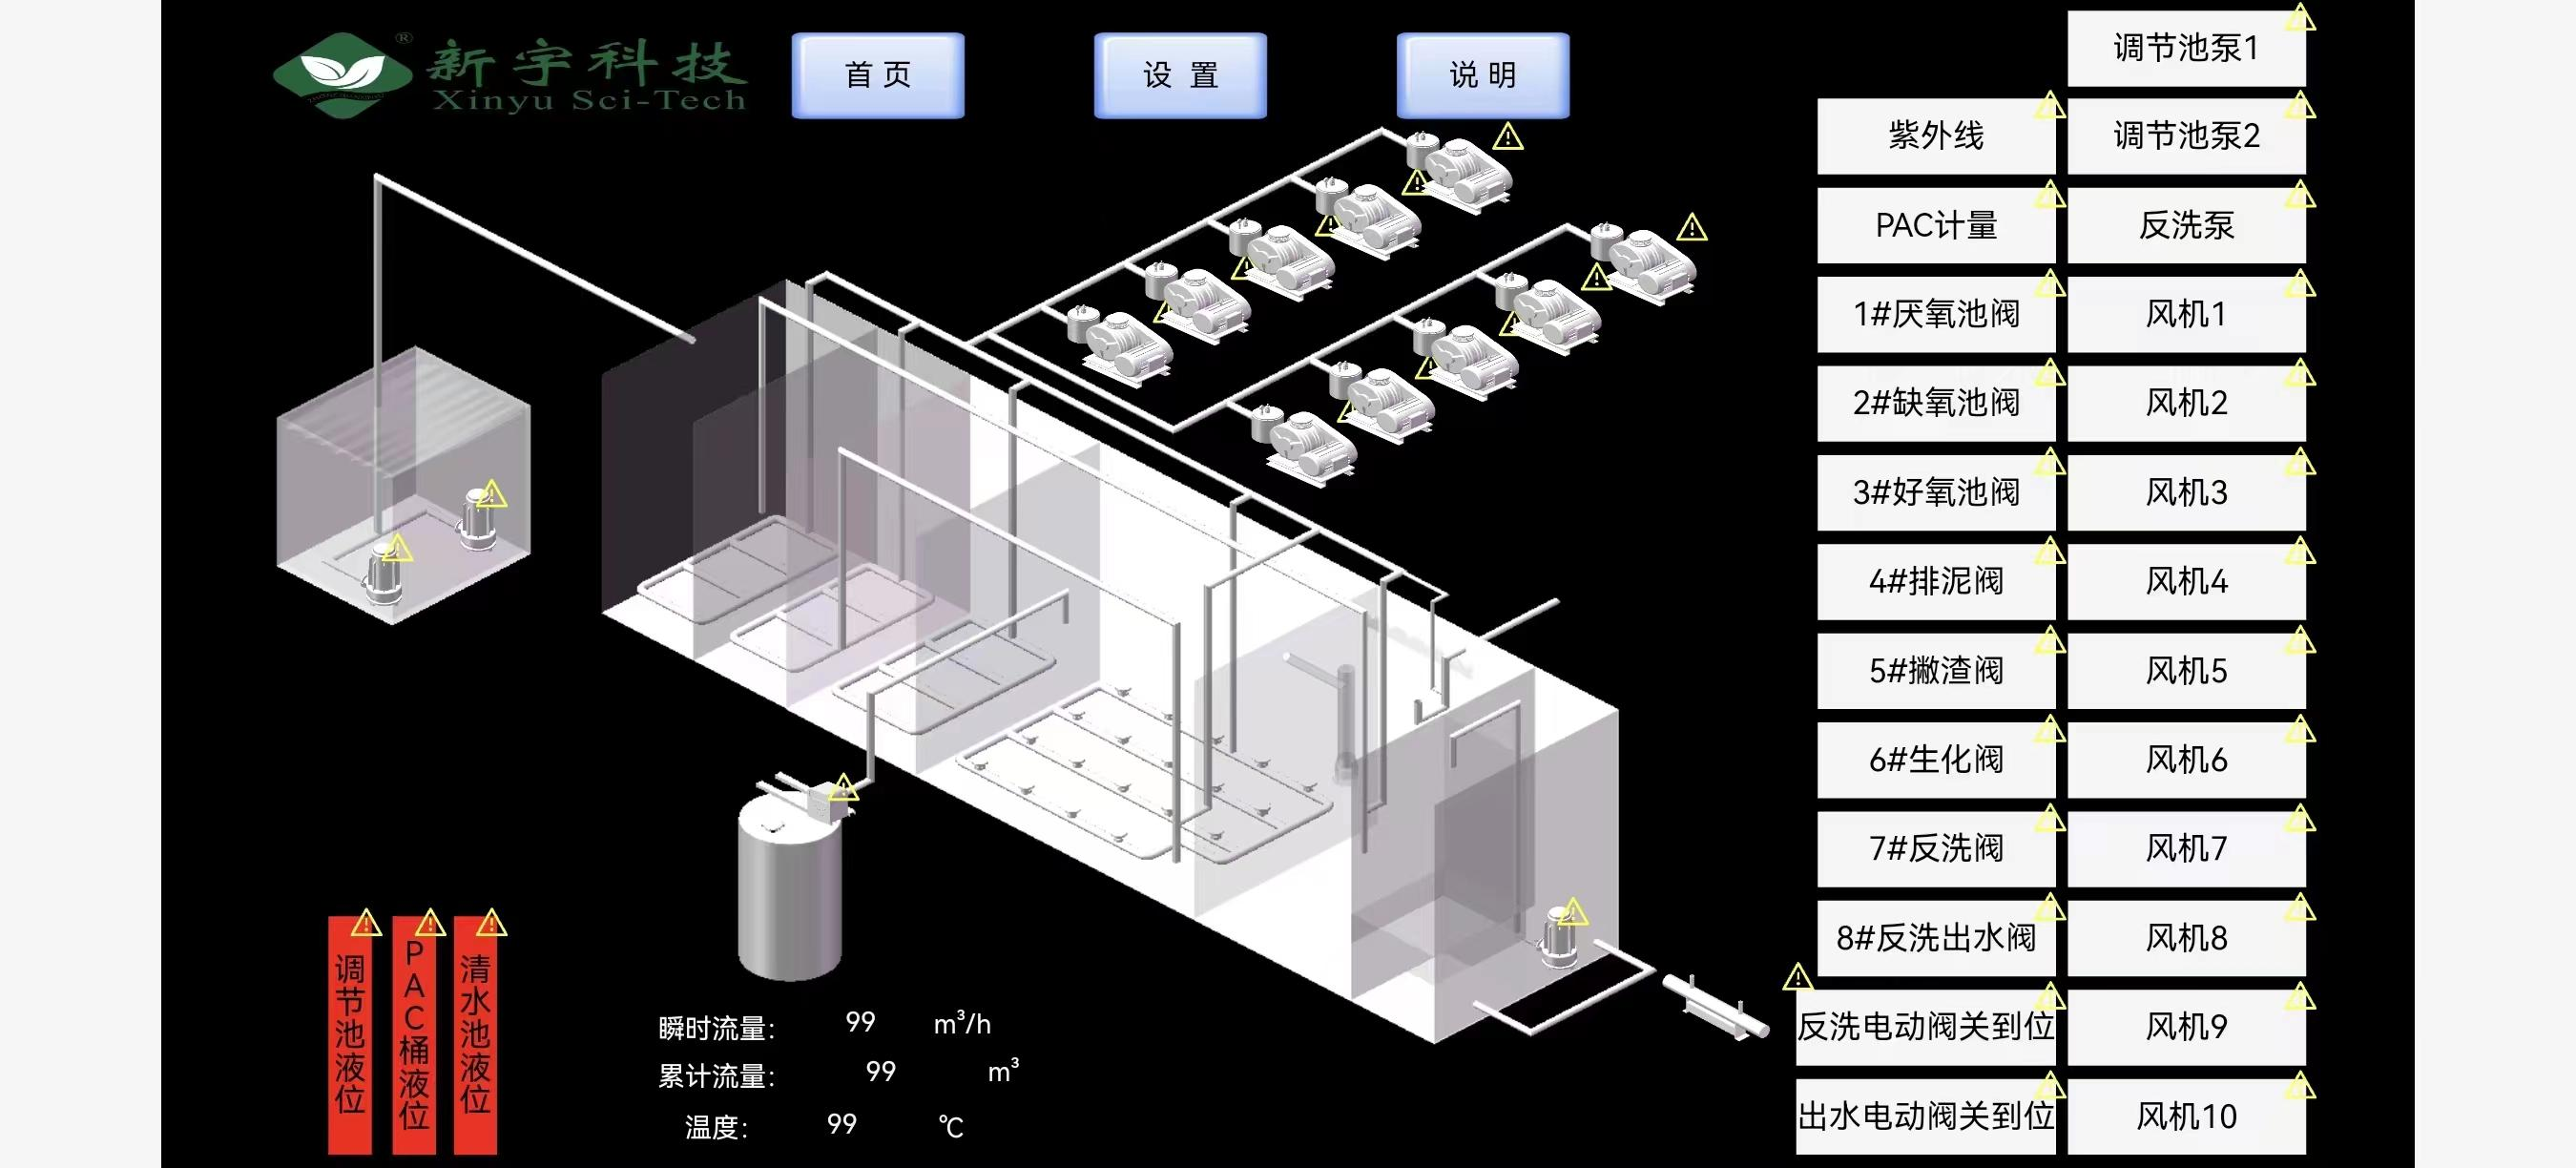 ®
新宇科技
Xinyu Sci-Tech
首页
设置
说明
调节池泵1
紫外线
调节池泵2
PAC计量
反洗泵
1#厌氧池阀
风机1
2#缺氧池阀
风机2
3#好氧池阀
风机3
4#排泥阀
风机4
5#撇渣阀
风机5
6#生化阀
风机6
7#反洗阀
风机7
8#反洗出水阀
风机8
反洗电动阀关到位
风机9
出水电动阀关到位
风机10
调节池液位
PAC桶液位
清水池液位
瞬时流量： 99 m³/h
累计流量： 99 m³
温度： 99 ℃